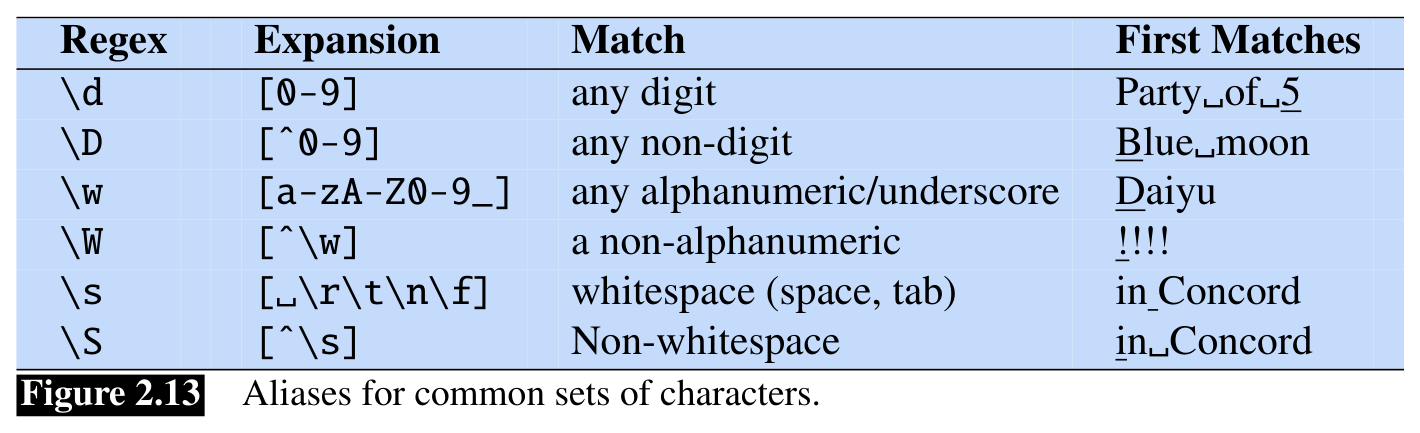 Regex Expansion Match First Matches
\d [0-9] any digit Party␣of␣5
\D [^0-9] any non-digit Blue␣moon
\w [a-zA-Z0-9_] any alphanumeric/underscore Daiyu
\W [^\w] a non-alphanumeric !!!!
\s [␣\r\t\n\f] whitespace (space, tab) in Concord
\S [^\s] Non-whitespace in␣Concord
Figure 2.13 Aliases for common sets of characters.